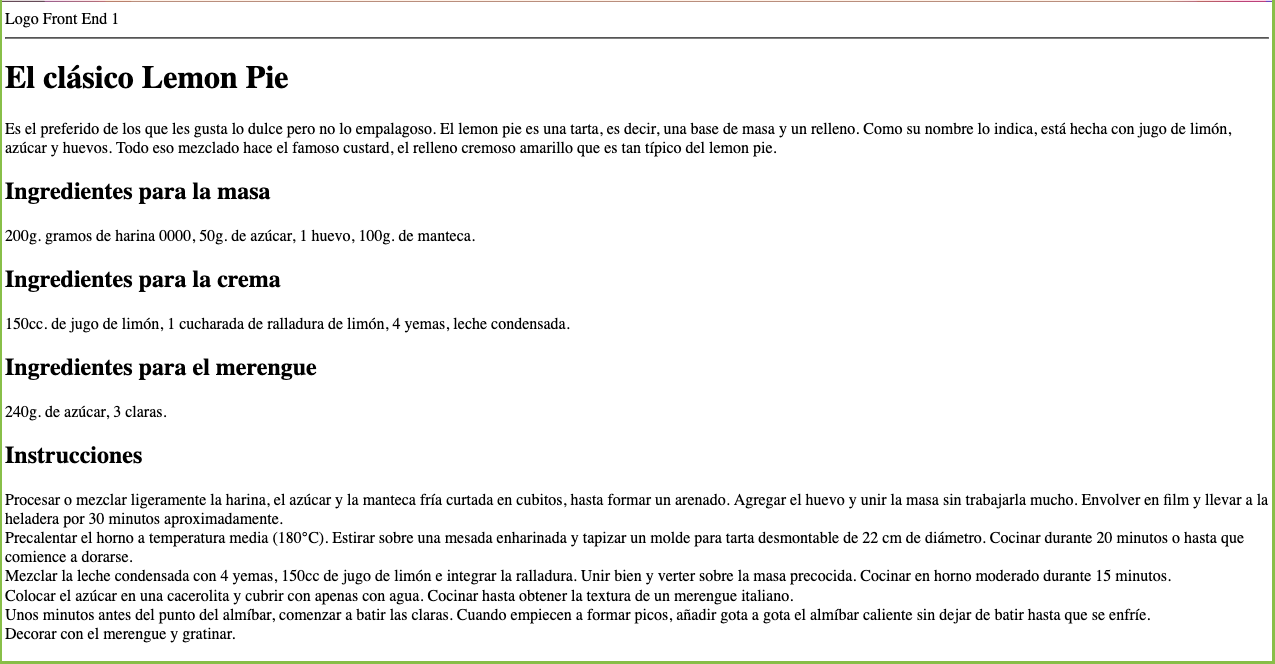 Logo Front End 1
El clásico Lemon Pie
Es el preferido de los que les gusta lo dulce pero no lo empalagoso. El lemon pie es una tarta, es decir, una base de masa y un relleno. Como su nombre lo indica, está hecha con jugo de limón,
azúcar y huevos. Todo eso mezclado hace el famoso custard, el relleno cremoso amarillo que es tan típico del lemon pie.
Ingredientes para la masa
200g. gramos de harina 0000, 50g. de azúcar, 1 huevo, 100g. de manteca.
Ingredientes para la crema
150cc. de jugo de limón, 1 cucharada de ralladura de limón, 4 yemas, leche condensada.
Ingredientes para el merengue
240g. de azúcar, 3 claras.
Instrucciones
Procesar o mezclar ligeramente la harina, el azúcar y la manteca fría curtada en cubitos, hasta formar un arenado. Agregar el huevo y unir la masa sin trabajarla mucho. Envolver en film y llevar a la
heladera por 30 minutos aproximadamente.
Precalentar el horno a temperatura media (180°C). Estirar sobre una mesada enharinada y tapizar un molde para tarta desmontable de 22 cm de diámetro. Cocinar durante 20 minutos o hasta que
comience a dorarse.
Mezclar la leche condensada con 4 yemas, 150cc de jugo de limón e integrar la ralladura. Unir bien y verter sobre la masa precocida. Cocinar en horno moderado durante 15 minutos.
Colocar el azúcar en una cacerolita y cubrir con apenas con agua. Cocinar hasta obtener la textura de un merengue italiano.
Unos minutos antes del punto del almíbar, comenzar a batir las claras. Cuando empiecen a formar picos, añadir gota a gota el almíbar caliente sin dejar de batir hasta que se enfríe.
Decorar con el merengue y gratinar.